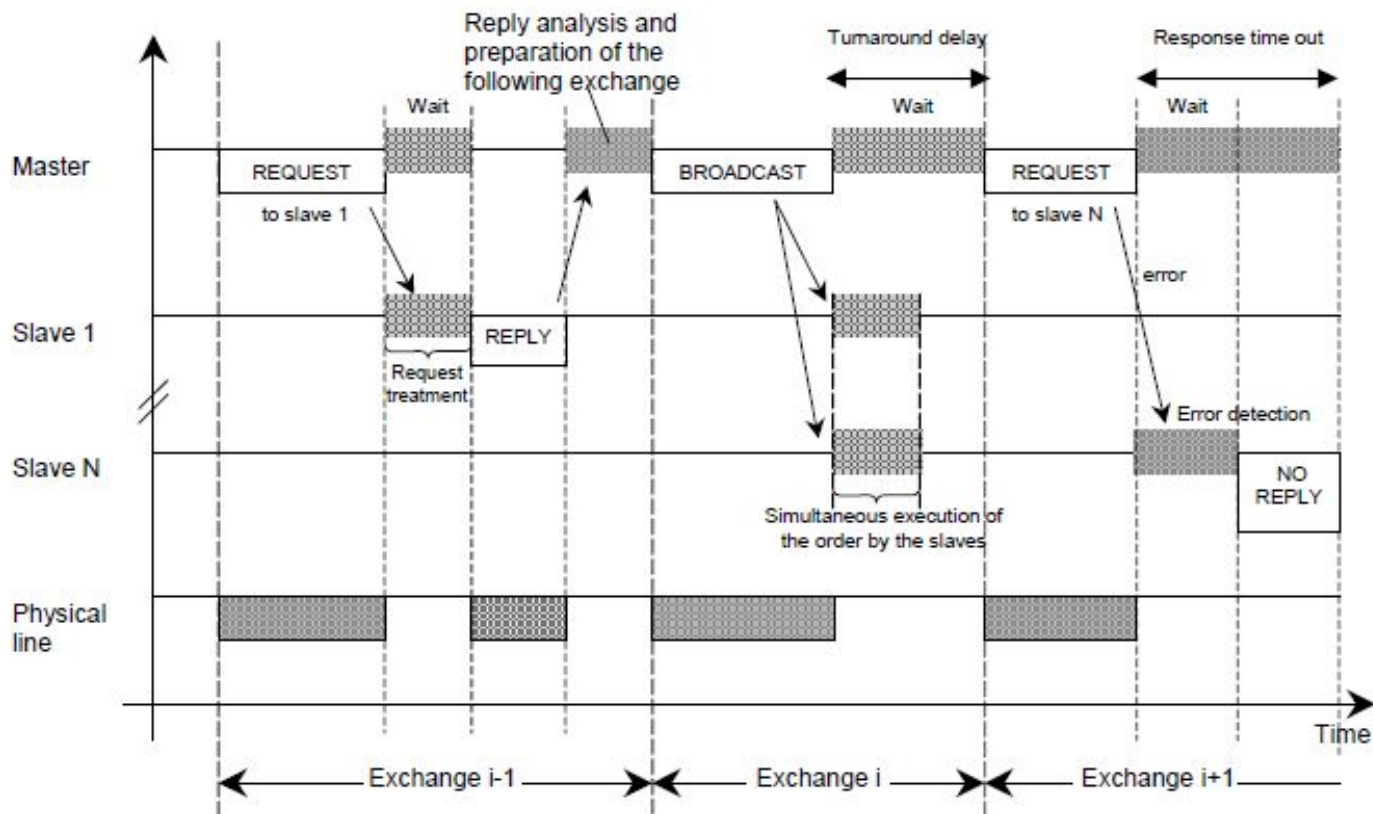 Reply analysis and
preparation of the
following exchange
Turnaround delay
Response time out
Wait
Wait
Wait
Master
REQUEST
BROADCAST
REQUEST
to slave 1
to slave N
error
Slave 1
REPLY
Request
treatment
Error detection
Slave N
NO
REPLY
Simultaneous execution of
the order by the slaves
Physical
line
Time
Exchange i-1
Exchange i
Exchange i+1